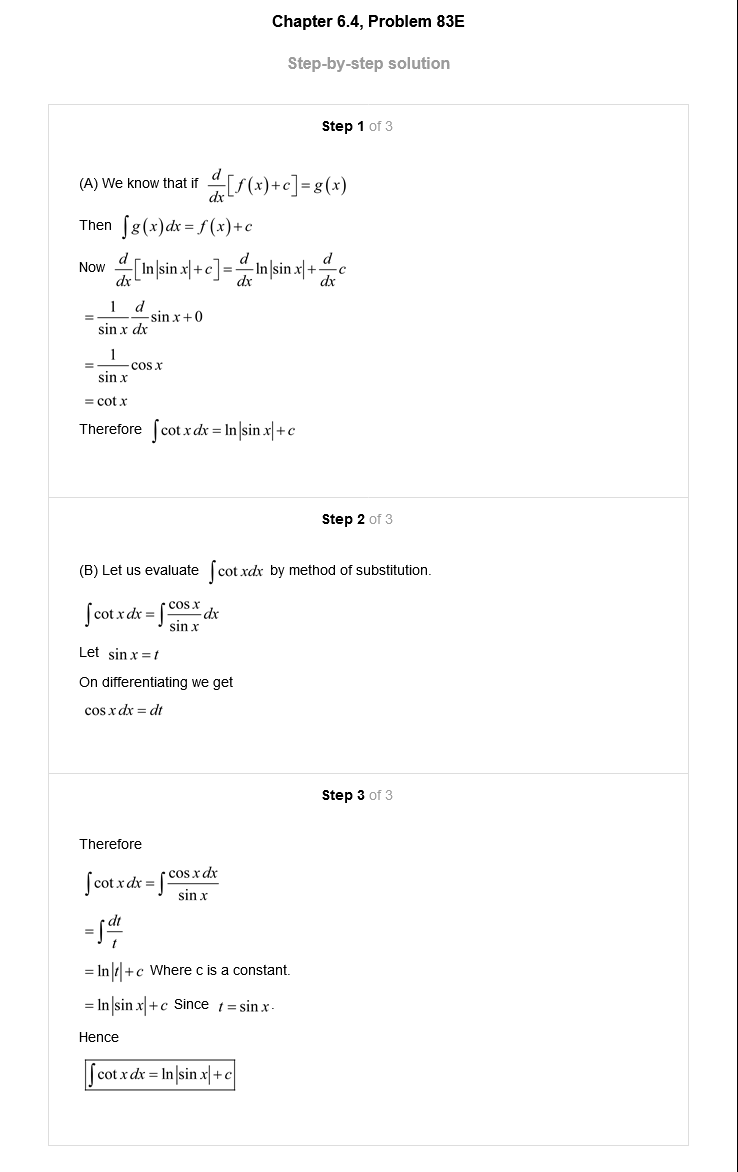 Chapter 6.4, Problem 83E
Step-by-step solution
Step 1 of 3
(A) We know that if $\frac{d}{dx}[f(x)+c]=g(x)$
Then $\int g(x)dx = f(x)+c$
Now $\frac{d}{dx}[\ln|\sin x|+c]=\frac{d}{dx}\ln|\sin x|+\frac{d}{dx}c$
$=\frac{1}{\sin x}\frac{d}{dx}\sin x+0$
$=\frac{1}{\sin x}\cos x$
$=\cot x$
Therefore $\int \cot x\,dx = \ln|\sin x|+c$
Step 2 of 3
(B) Let us evaluate $\int \cot xdx$ by method of substitution.
$\int \cot x\,dx = \int \frac{\cos x}{\sin x}dx$
Let $\sin x = t$
On differentiating we get
$\cos x\,dx = dt$
Step 3 of 3
Therefore
$\int \cot x\,dx = \int \frac{\cos x\,dx}{\sin x}$
$=\int \frac{dt}{t}$
$=\ln|t|+c$ Where c is a constant.
$=\ln|\sin x|+c$ Since $t = \sin x$.
Hence
$\int \cot x\,dx = \ln|\sin x|+c$